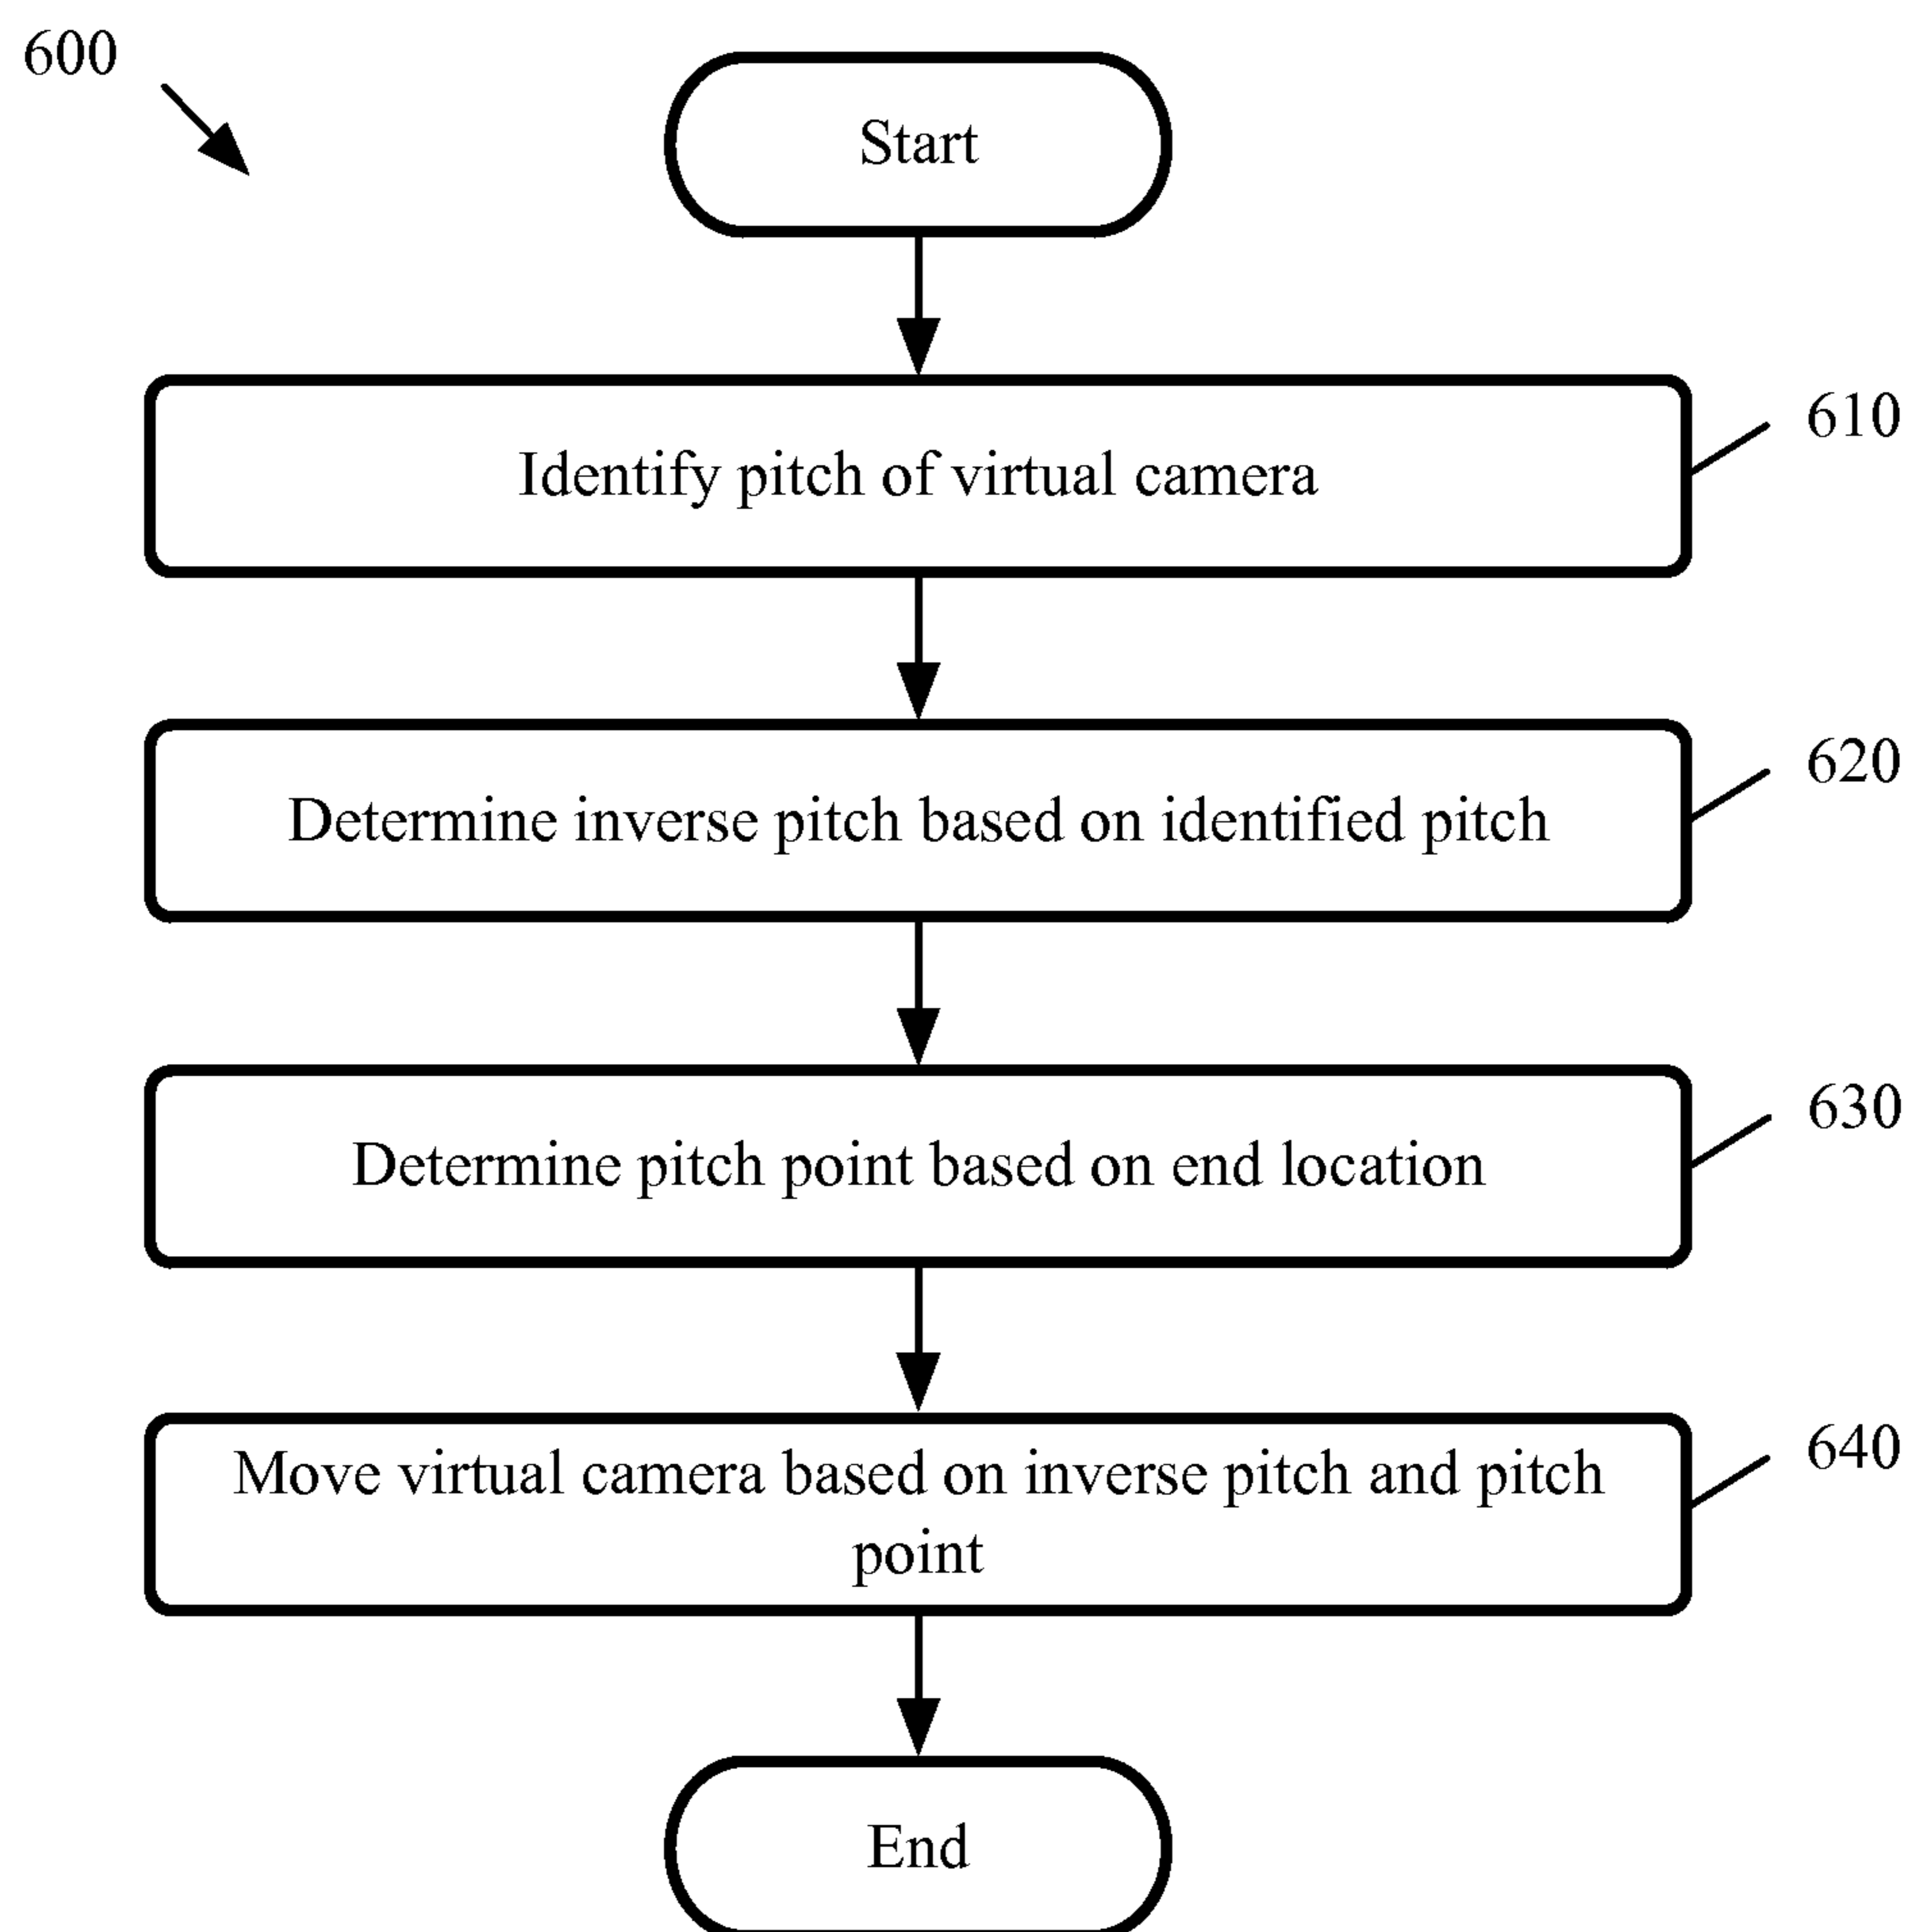 600
Start
Identify pitch of virtual camera
610
Determine inverse pitch based on identified pitch
620
Determine pitch point based on end location
630
Move virtual camera based on inverse pitch and pitch
point
640
End